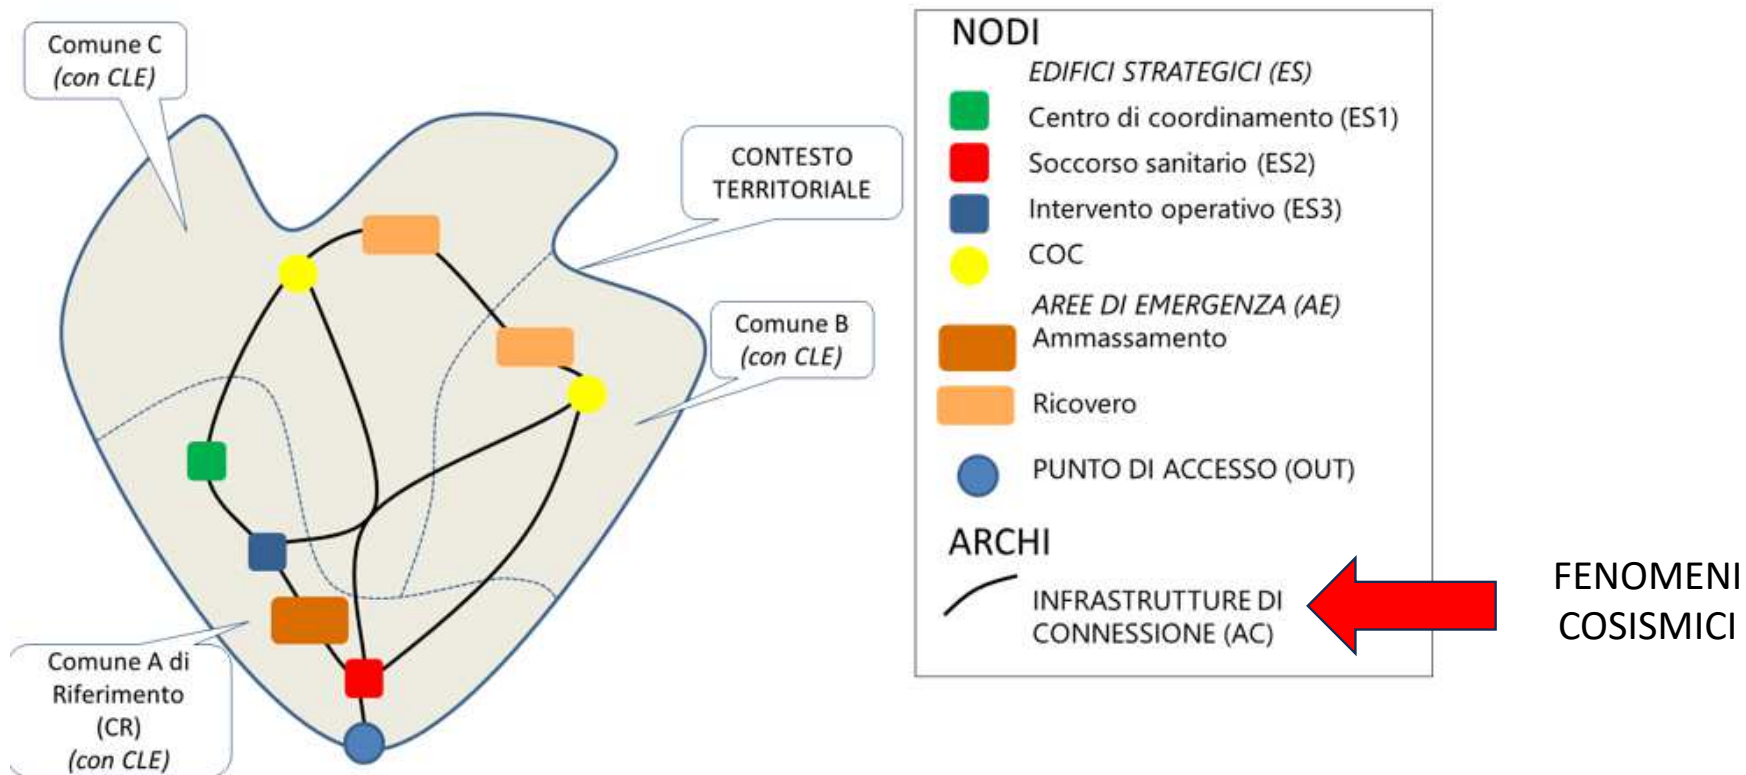 Comune C
(con CLE)
CONTESTO
TERRITORIALE
Comune B
(con CLE)
Comune A di
Riferimento
(CR)
(con CLE)
NODI
EDIFICI STRATEGICI (ES)
Centro di coordinamento (ES1)
Soccorso sanitario (ES2)
Intervento operativo (ES3)
COC
AREE DI EMERGENZA (AE)
Ammassamento
Ricovero
PUNTO DI ACCESSO (OUT)
ARCHI
INFRASTRUTTURE DI
CONNESSIONE (AC)
FENOMENI
COSISMICI